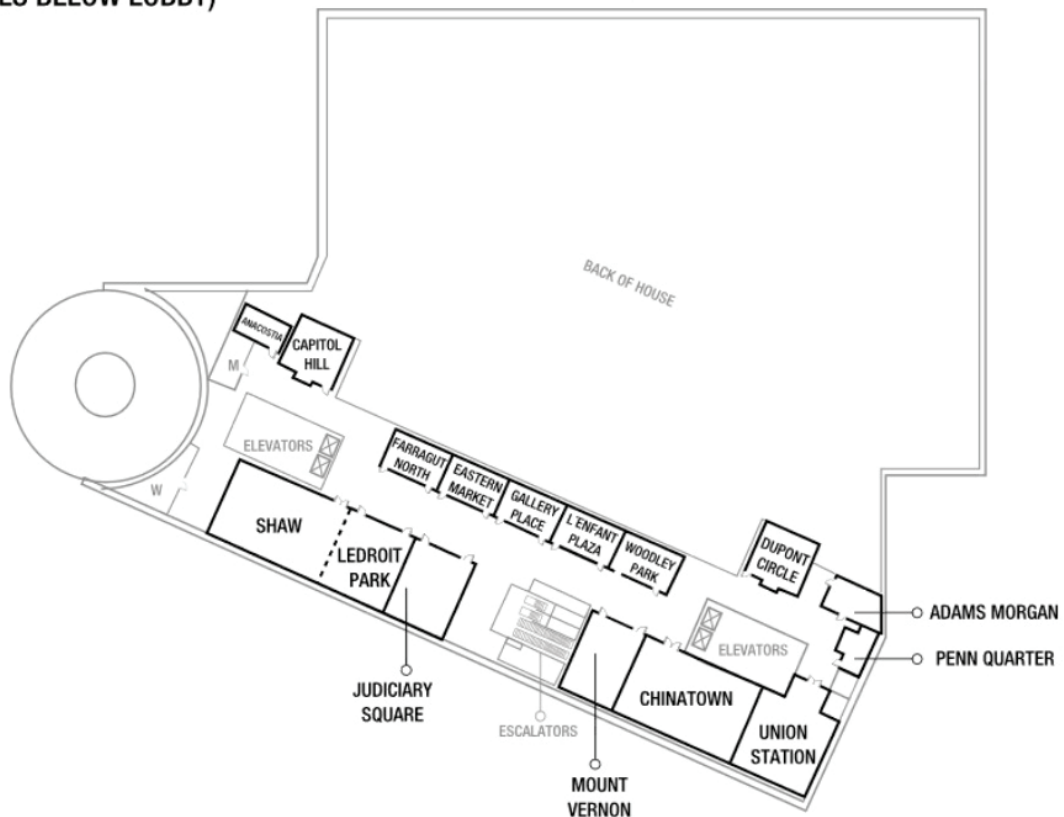 BELOW LOBBY)
BACK OF HOUSE
ANACOSTIA
CAPITOL
HILL
M
ELEVATORS
FARRAGUT
NORTH
EASTERN
MARKET
GALLERY
PLACE
L'ENFANT
PLAZA
WOODLEY
PARK
DUPONT
CIRCLE
W
SHAW
LEDROIT
PARK
ADAMS MORGAN
ELEVATORS
PENN QUARTER
JUDICIARY
SQUARE
CHINATOWN
ESCALATORS
UNION
STATION
MOUNT
VERNON